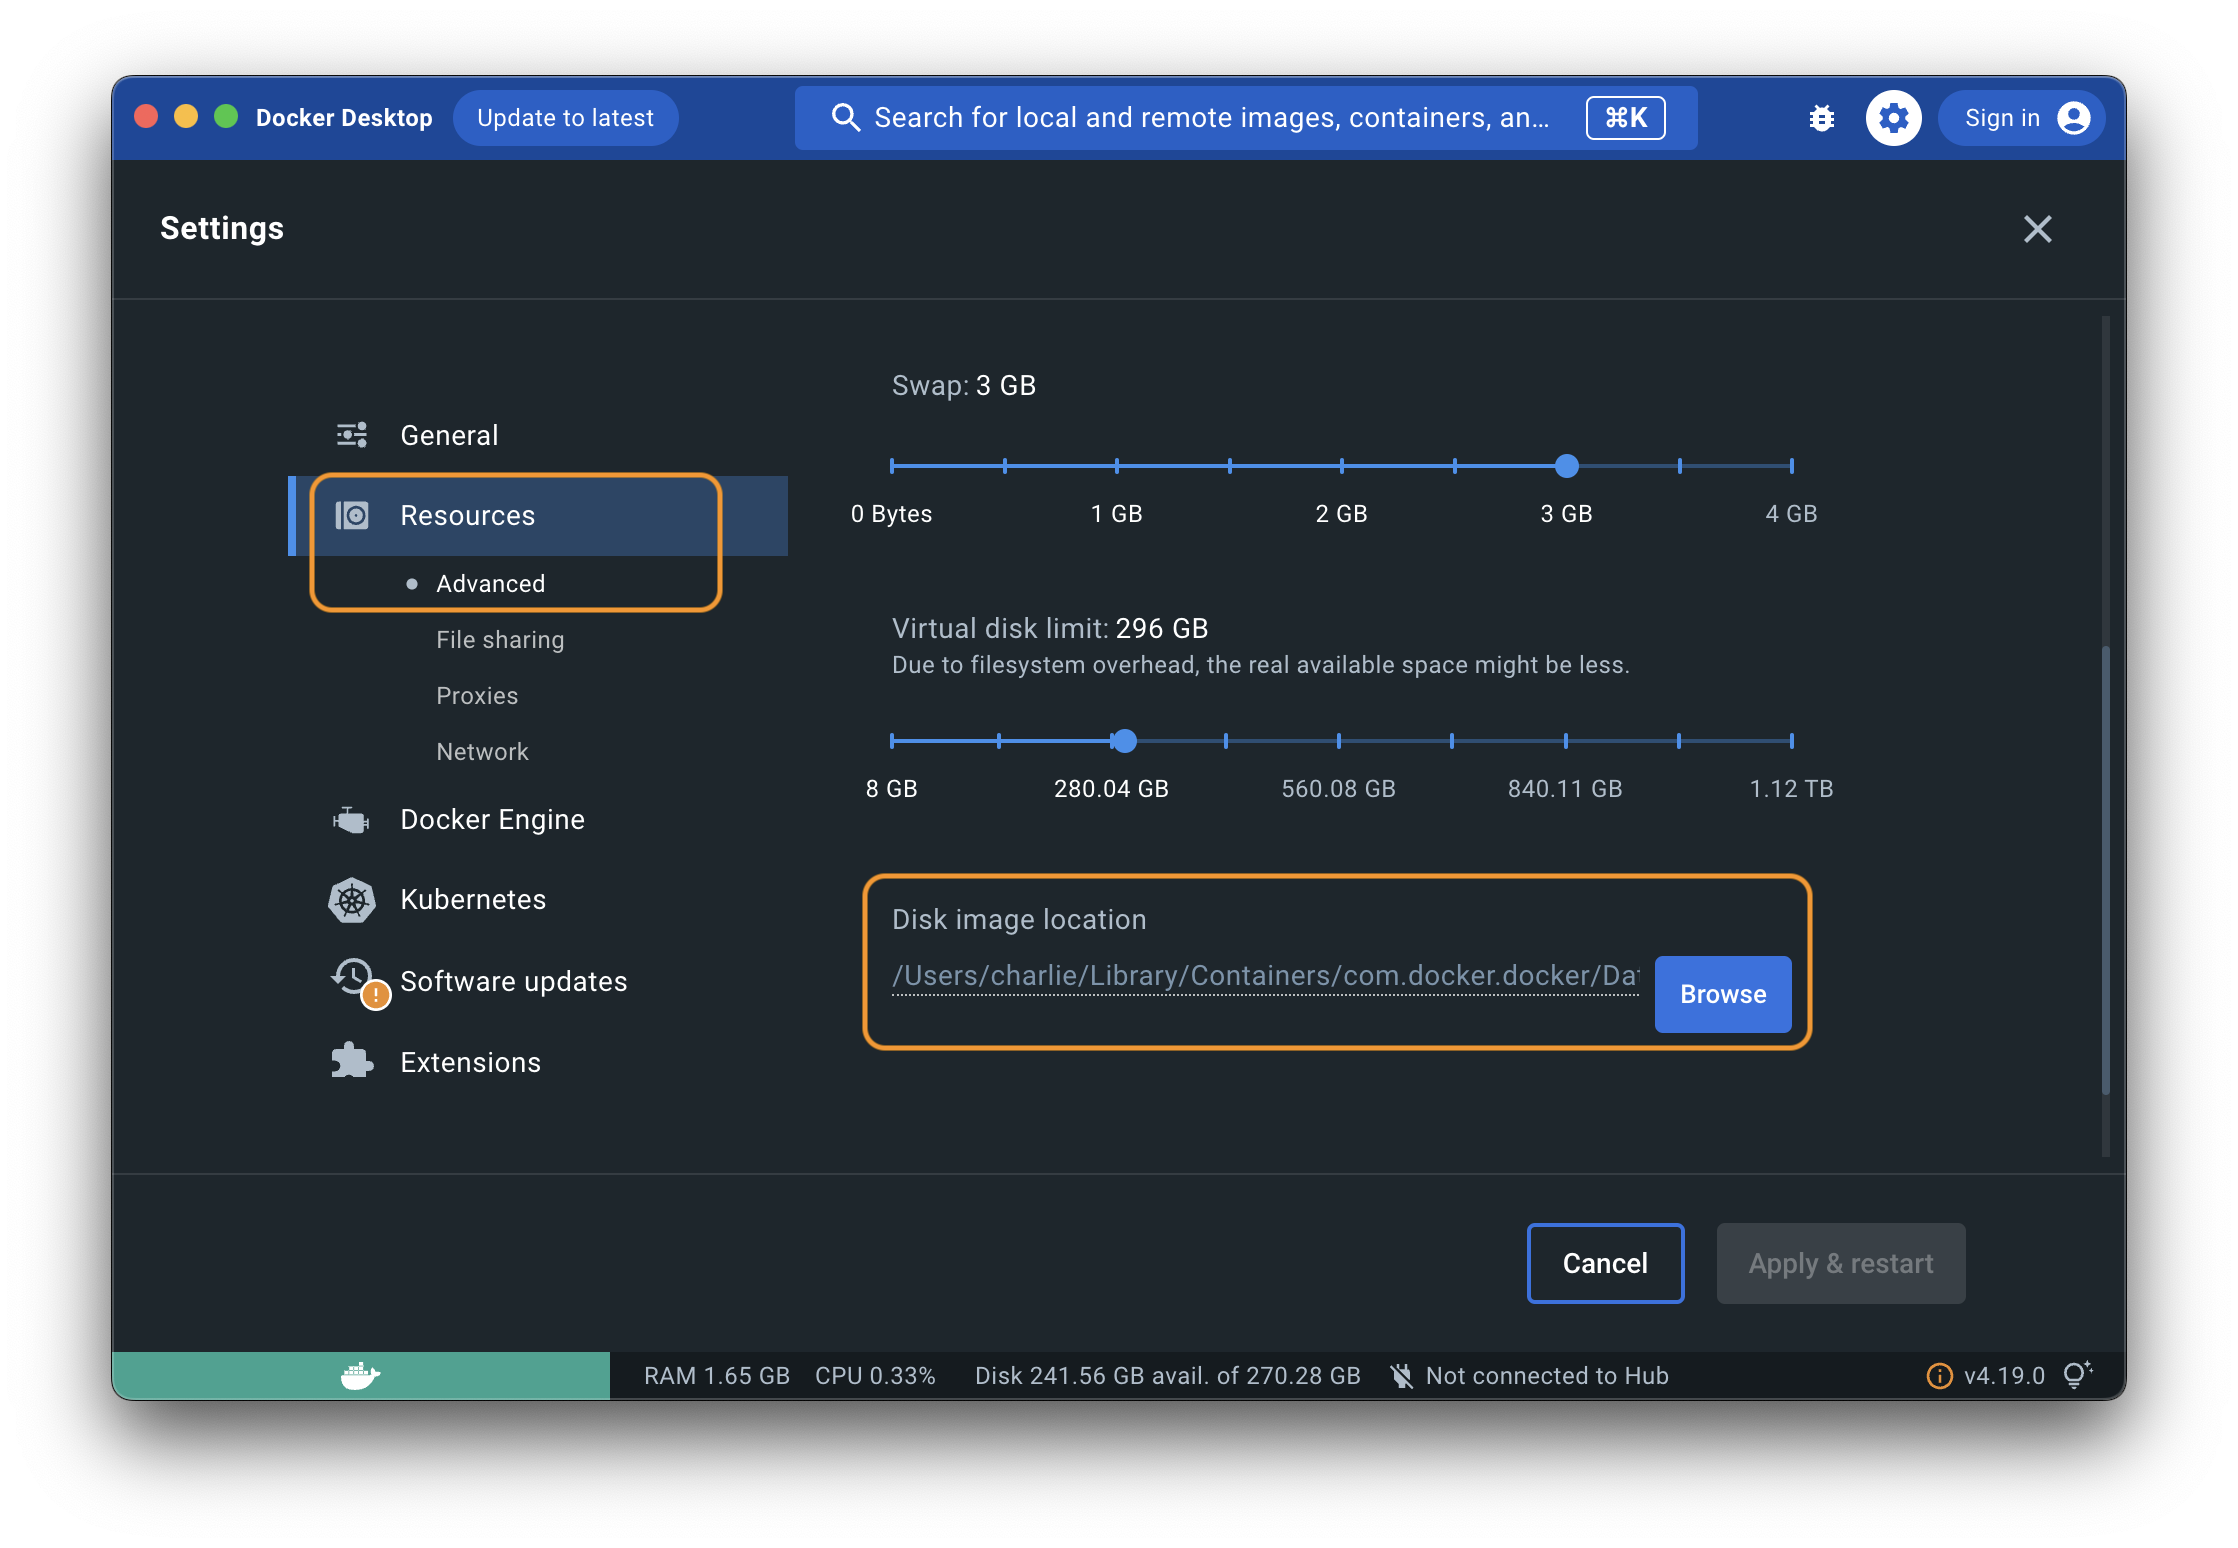 Docker Desktop
Update to latest
Search for local and remote images, containers, an...
⌘K
Sign in
Settings
General
Resources
Advanced
File sharing
Proxies
Network
Docker Engine
Kubernetes
Software updates
Extensions
Swap: 3 GB
0 Bytes 1 GB 2 GB 3 GB 4 GB
Virtual disk limit: 296 GB
Due to filesystem overhead, the real available space might be less.
8 GB 280.04 GB 560.08 GB 840.11 GB 1.12 TB
Disk image location
/Users/charlie/Library/Containers/com.docker.docker/Da
Browse
Cancel
Apply & restart
RAM 1.65 GB CPU 0.33% Disk 241.56 GB avail. of 270.28 GB Not connected to Hub v4.19.0